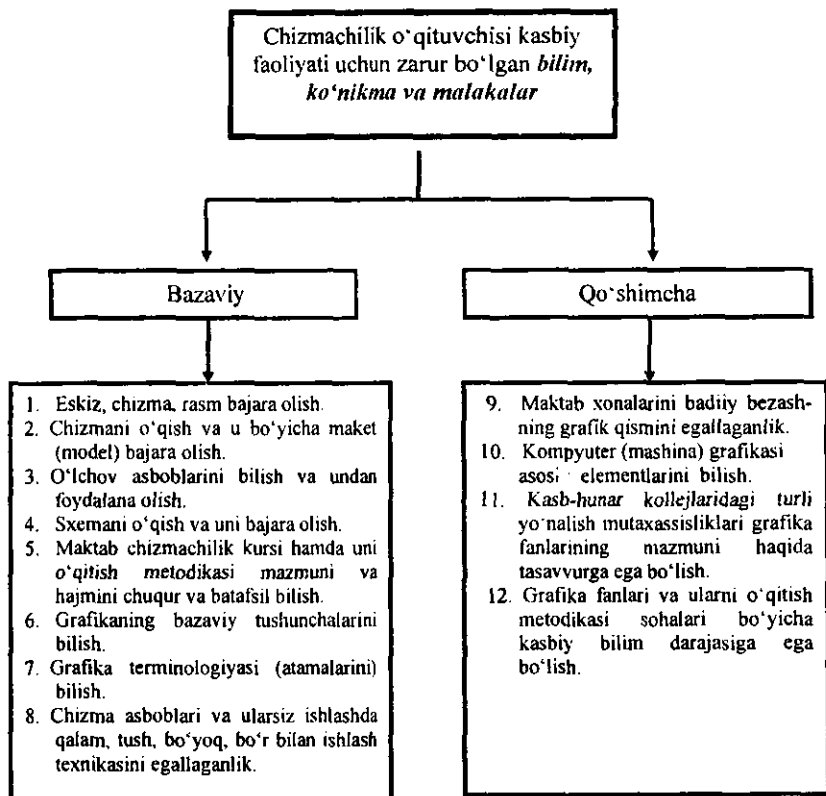 Chizmachilik o‘qituvchisi kasbiy
faoliyati uchun zarur bo‘lgan bilim,
ko‘nikma va malakalar
Bazaviy
Qo‘shimcha
1. Eskiz, chizma, rasm bajara olish.
2. Chizmani o‘qish va u bo‘yicha maket
(model) bajara olish.
3. O‘lchov asboblarini bilish va undan
foydalana olish.
4. Sxemani o‘qish va uni bajara olish.
5. Maktab chizmachilik kursi hamda uni
o‘qitish metodikasi mazmuni va
hajmini chuqur va batafsil bilish.
6. Grafikaning bazaviy tushunchalarini
bilish.
7. Grafika terminologiyasi (atamalarini)
bilish.
8. Chizma asboblari va ularsiz ishlashda
qalam, tush, bo‘yoq, bo‘r bilan ishlash
texnikasini egallaganlik.
9. Maktab xonalarini badiiy bezash-
ning grafik qismini egallaganlik.
10. Kompyuter (mashina) grafikasi
asosi elementlarini bilish.
11. Kasb-hunar kollejlaridagi turli
yo‘nalish mutaxassisliklari grafika
fanlarining mazmuni haqida
tasavvurga ega bo‘lish.
12. Grafika fanlari va ularni o‘qitish
metodikasi sohalari bo‘yicha
kasbiy bilim darajasiga ega
bo‘lish.